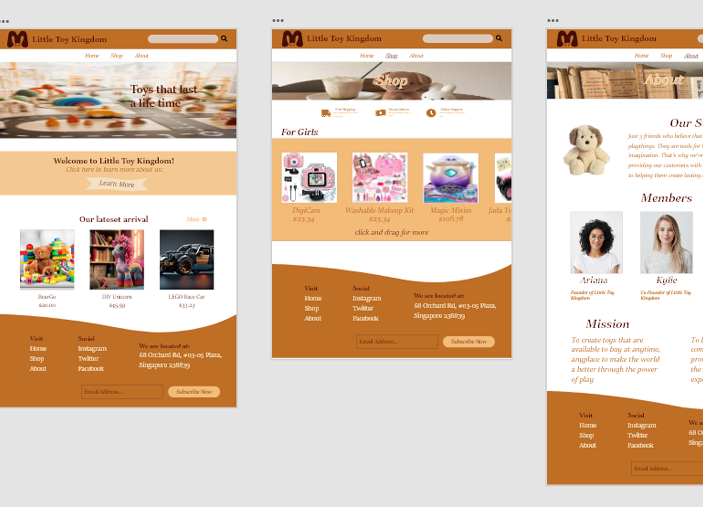 Little Toy Kingdom
Home Shop About
Toys that last
a life time
Welcome to Little Toy Kingdom!
Click here to learn more about us:
Learn More
Our lateset arrival
More
BearGo
DIY Unicorn
$45.59
LEGO Race Car
$33.23
Visit
Home
Shop
About
Social
Instagram
Twitter
Facebook
We are located at:
68 Orchard Rd, #03-05 Plaza,
Singapore 238839
Email Address...
Subscribe Now
Little Toy Kingdom
Home Shop About
Shop
For Girls
DigiCam
$23.34
Washable Makeup Kit
$23.34
Magic Mixies
$106.78
Jada To
click and drag for more
Visit
Home
Shop
About
Social
Instagram
Twitter
Facebook
We are located at:
68 Orchard Rd, #03-05 Plaza,
Singapore 238839
Email Address...
Subscribe Now
Little Toy Kingdom
Home Shop About
About
Our S
Just 3 friends who believe that
playthings. They are tools for
imagination. That's why we're
providing our customers with
to helping them create lasting
Members
Ariana
Founder of Little Toy
Kingdom
Kylie
Co-Founder of Little Toy
Kingdom
Mission
To create toys that are
available to buy at anytime,
anyplace to make the world
a better through the power
of play
To b
com
pro
the
exp
Visit
Home
Shop
About
Social
Instagram
Twitter
Facebook
We a
68 O
Singa
Email Address...